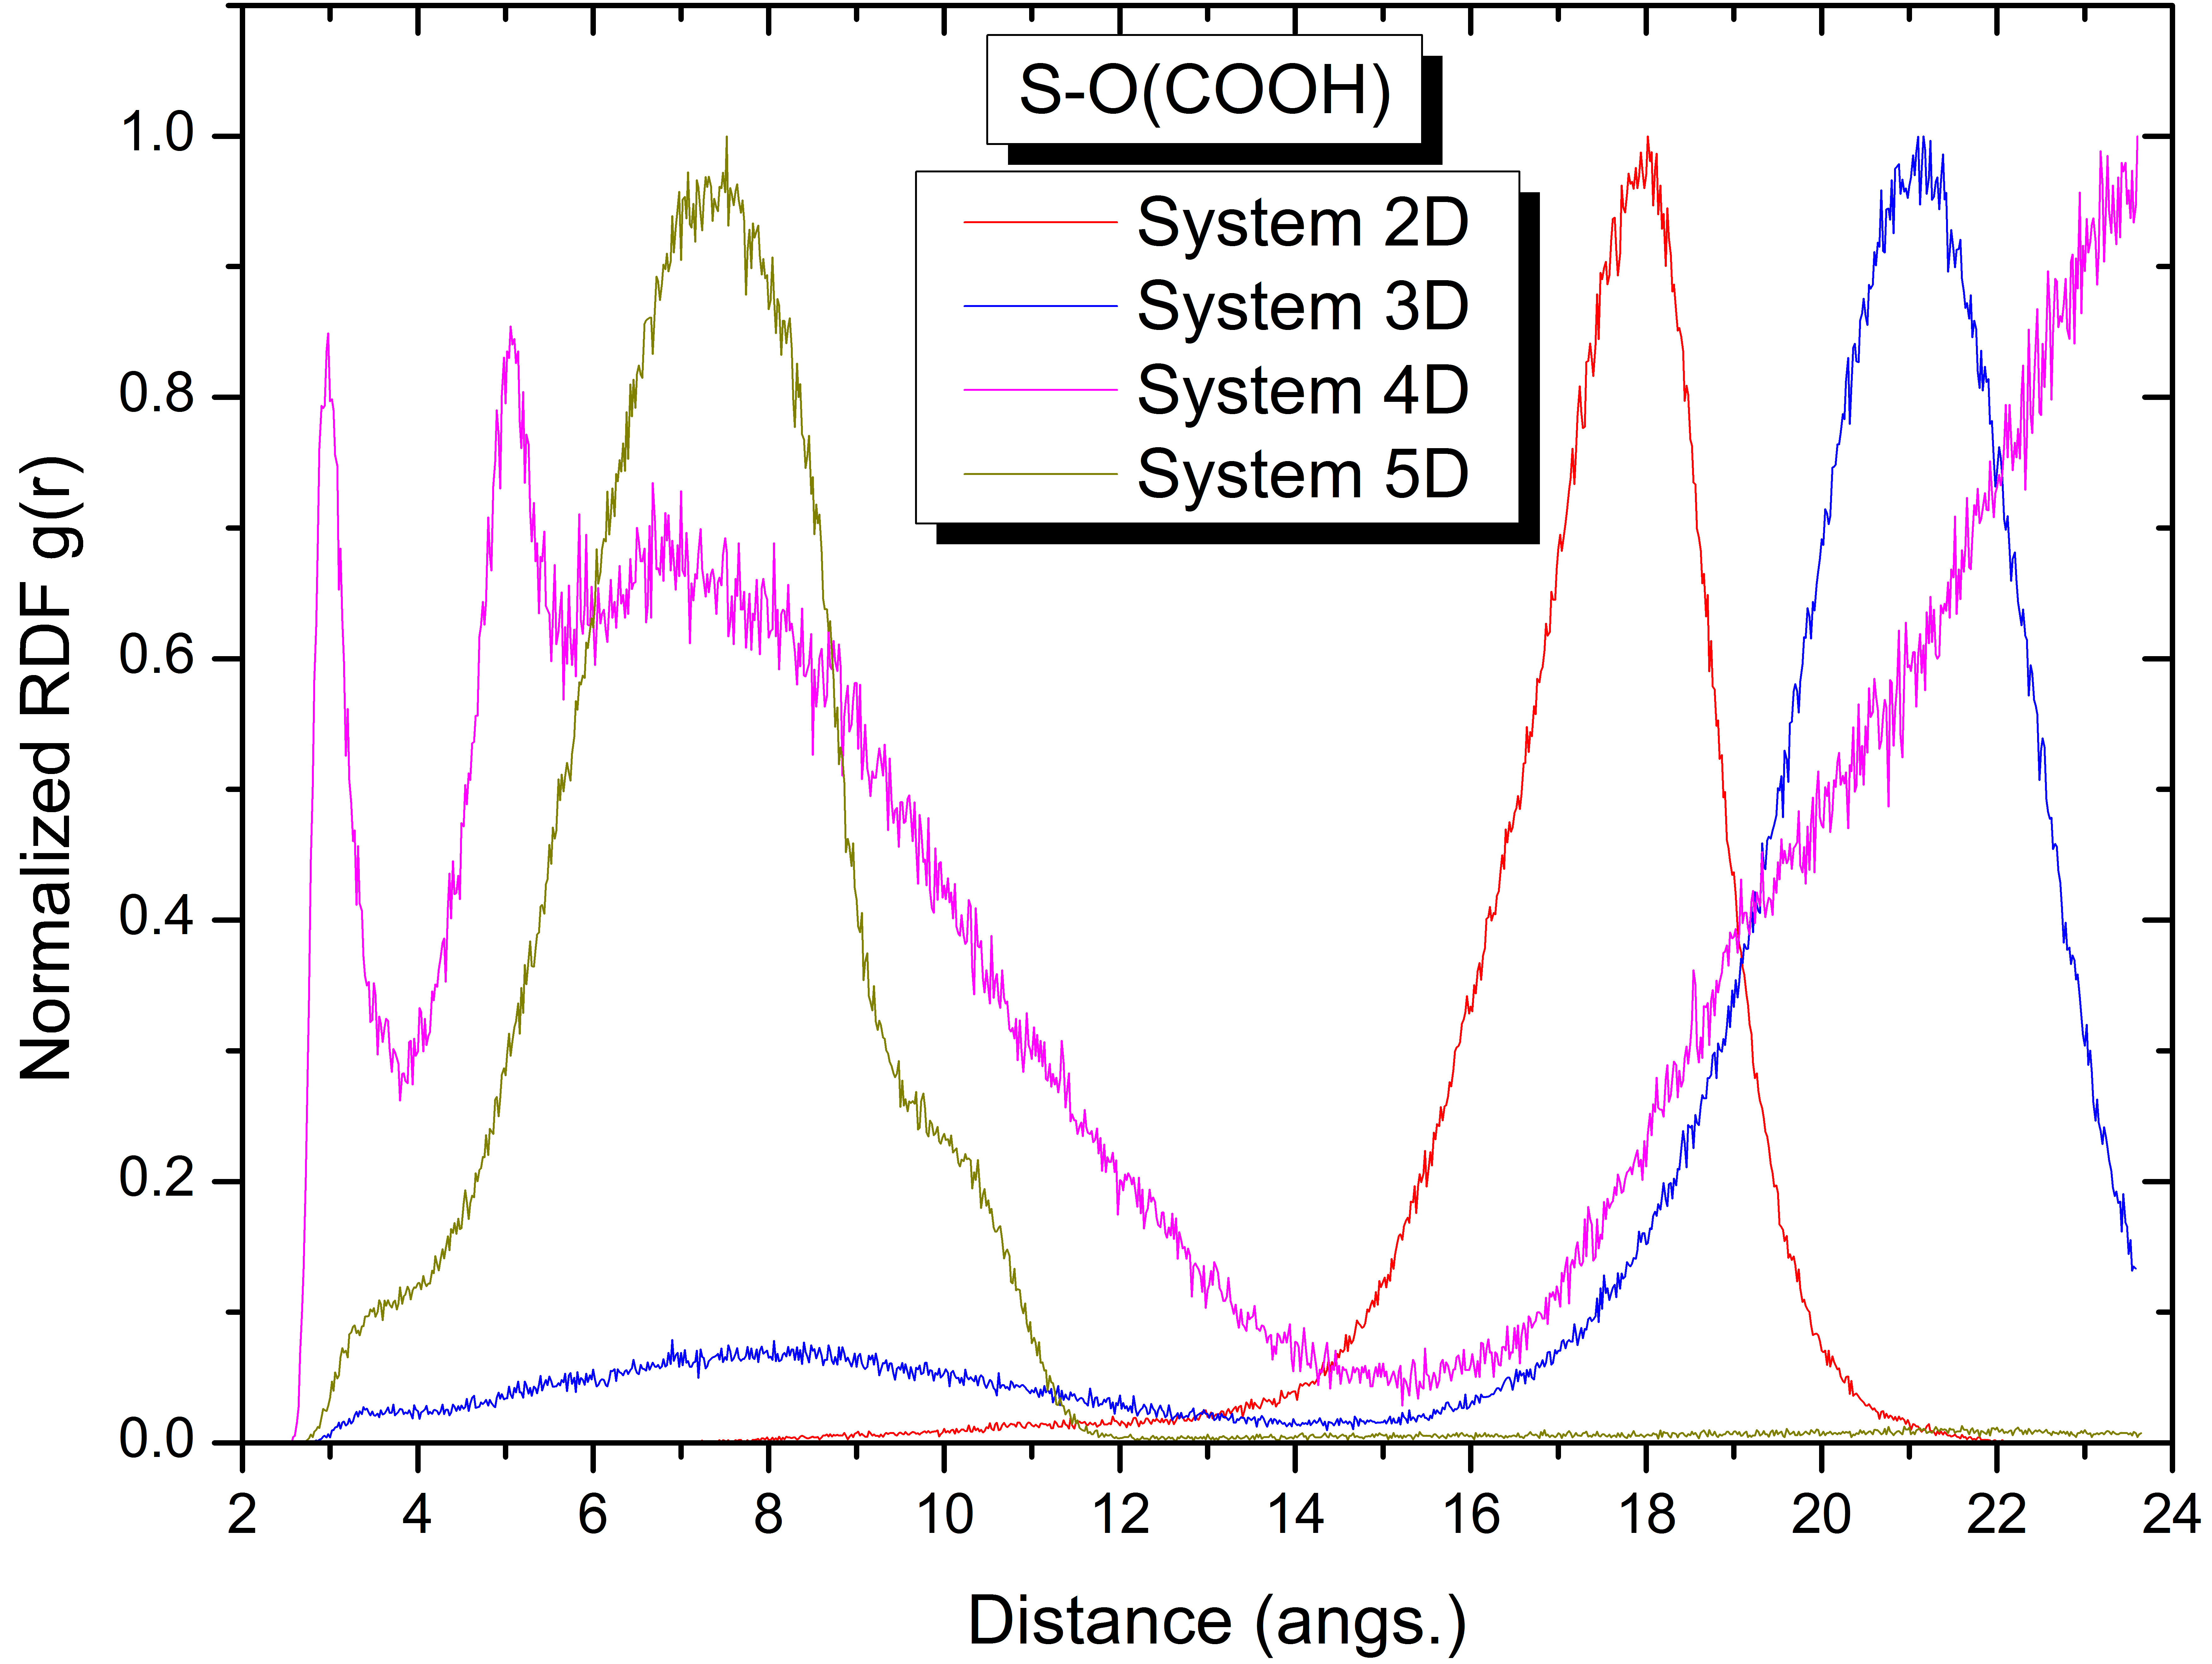 S-O(COOH)
System 2D
System 3D
System 4D
System 5D
Normalized RDF g(r)
1.0
0.8
0.6
0.4
0.2
0.0
2 4 6 8 10 12 14 16 18 20 22 24
Distance (angs.)